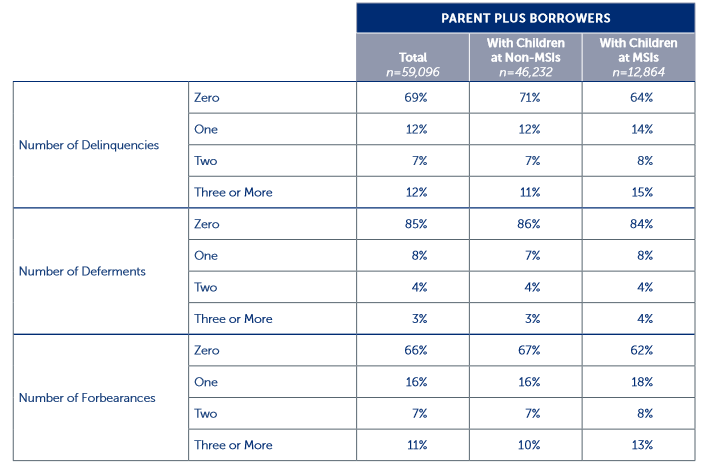 PARENT PLUS BORROWERS
Total
n=59,096
With Children
at Non-MSIs
n=46,232
With Children
at MSIs
n=12,864
Number of Delinquencies
Zero 69% 71% 64%
One 12% 12% 14%
Two 7% 7% 8%
Three or More 12% 11% 15%
Number of Deferments
Zero 85% 86% 84%
One 8% 7% 8%
Two 4% 4% 4%
Three or More 3% 3% 4%
Number of Forbearances
Zero 66% 67% 62%
One 16% 16% 18%
Two 7% 7% 8%
Three or More 11% 10% 13%